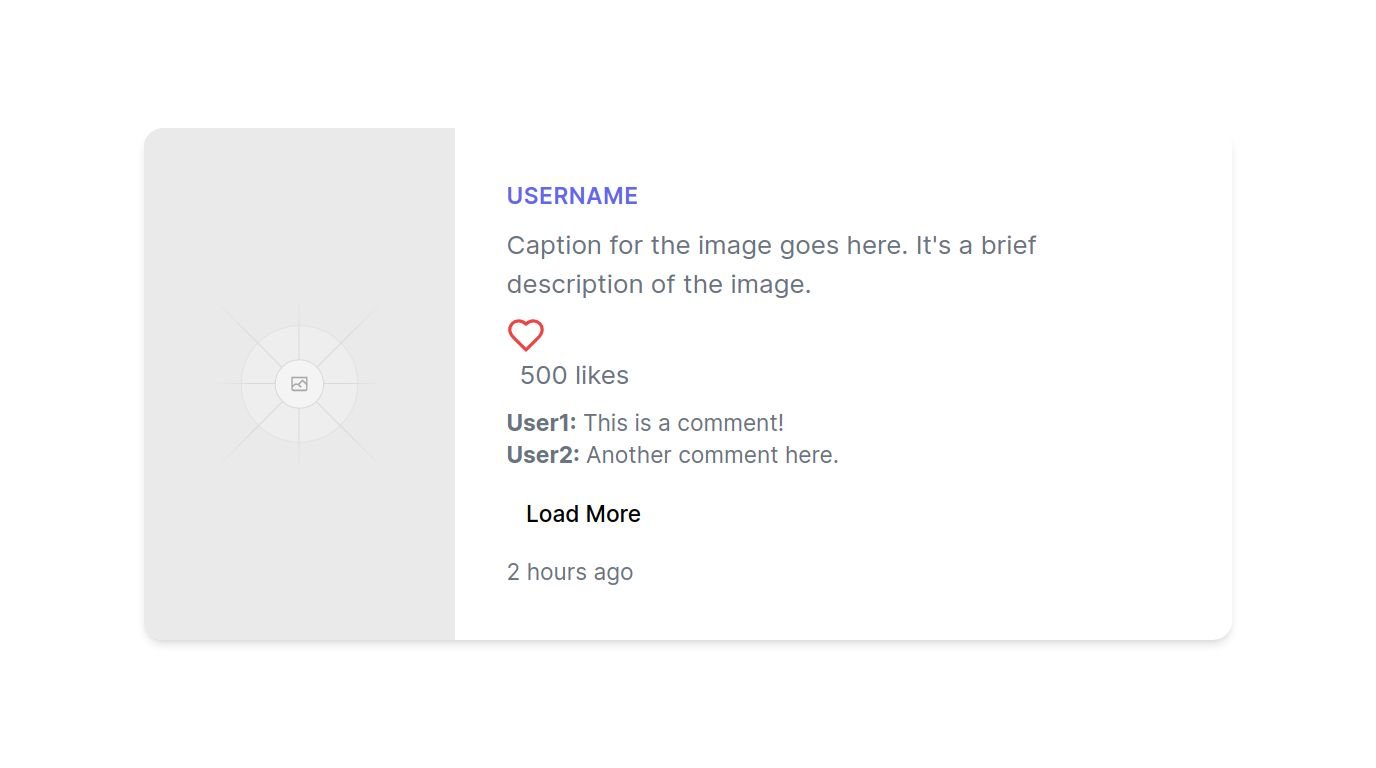 USERNAME
Caption for the image goes here. It's a brief
description of the image.
500 likes
User1: This is a comment!
User2: Another comment here.
Load More
2 hours ago